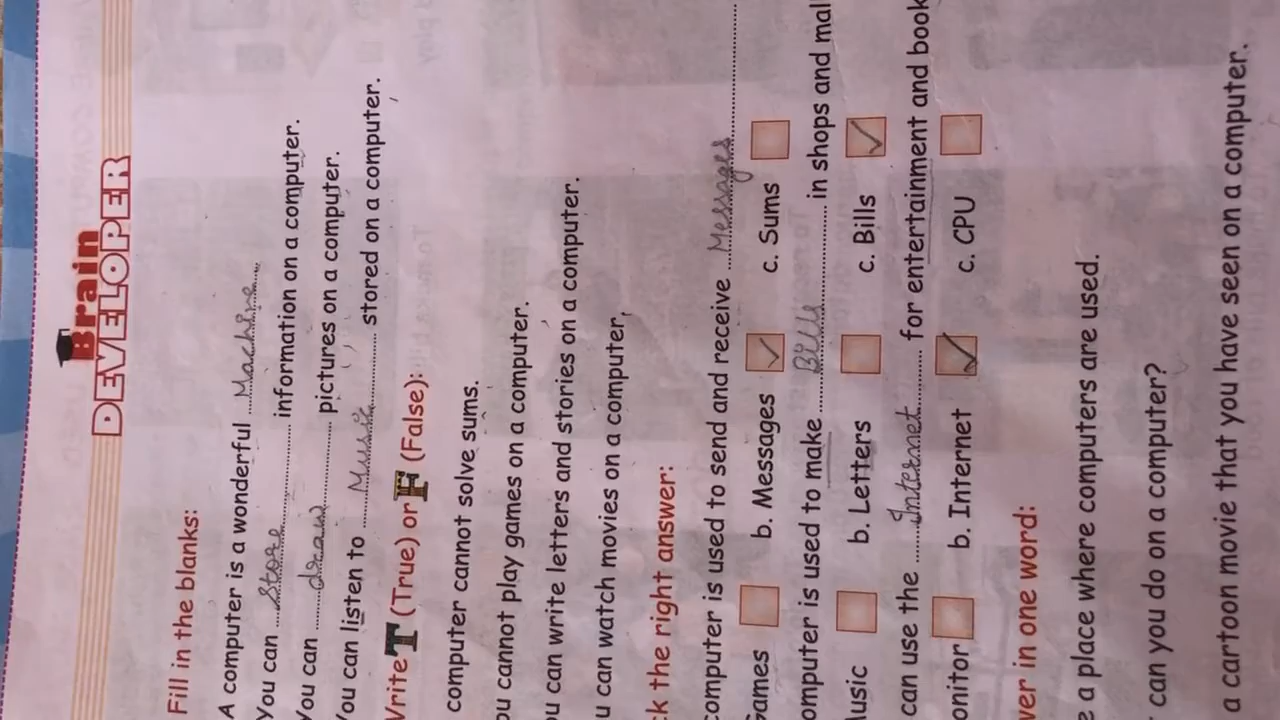 Brain
DEVELOPER
Fill in the blanks:
A computer is a wonderful Machine
You can Store information on a computer.
You can draw pictures on a computer.
You can listen to Music stored on a computer.
Write T (True) or F (False):
computer cannot solve sums.
ou cannot play games on a computer.
ou can write letters and stories on a computer.
u can watch movies on a computer.
ck the right answer:
computer is used to send and receive Messages
Games b. Messages ✓ c. Sums
omputer is used to make Bills in shops and mal
Music b. Letters c. Bills ✓
can use the Internet for entertainment and book
onitor b. Internet ✓ c. CPU
wer in one word:
e a place where computers are used.
can you do on a computer?
a cartoon movie that you have seen on a computer.